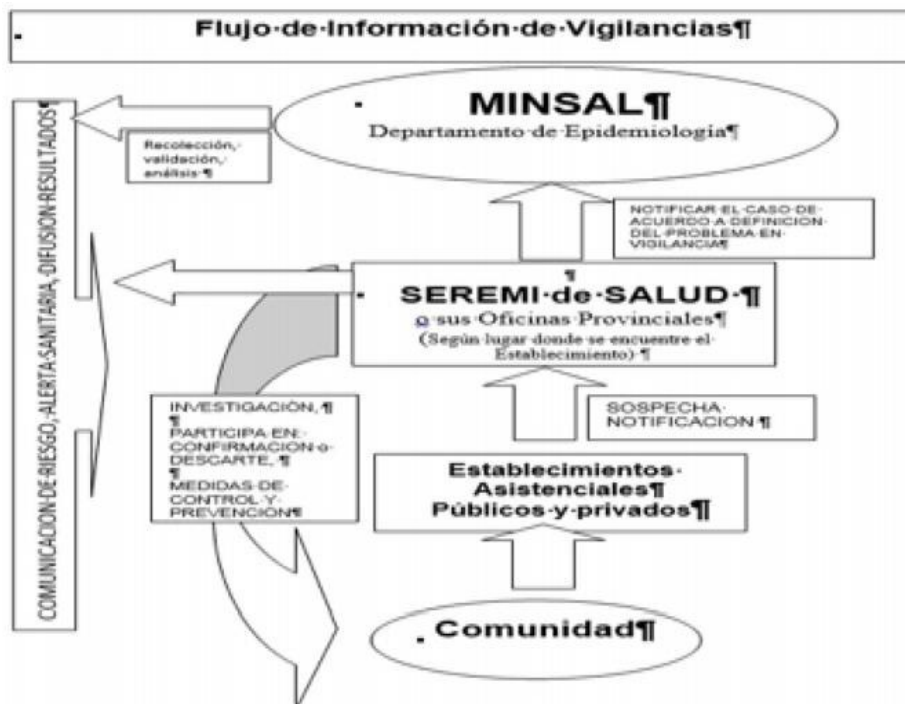 Flujo·de·Información·de·Vigilancias¶
MINSAL¶
Departamento·de·Epidemiología¶
Recolección,·
validación,·
análisis·¶
NOTIFICAR·EL·CASO·DE·
ACUERDO·A·DEFINICION·
DEL·PROBLEMA·EN·
VIGILANCIA¶
COMUNICACION·DE·RIESGO,·ALERTA·SANITARIA,·DIFUSION·RESULTADOS¶
¶
SEREMI·de·SALUD·¶
o·sus·Oficinas·Provinciales¶
(Según·lugar·donde·se·encuentre·el·
Establecimiento)·¶
INVESTIGACIÓN,·¶
¶
PARTICIPA·EN:·
CONFIRMACION·o·
DESCARTE,·¶
¶
MEDIDAS·DE·
CONTROL·Y·
PREVENCIÓN¶
SOSPECHA·
NOTIFICACION·¶
Establecimientos·
Asistenciales¶
Públicos·y·privados¶
Comunidad¶